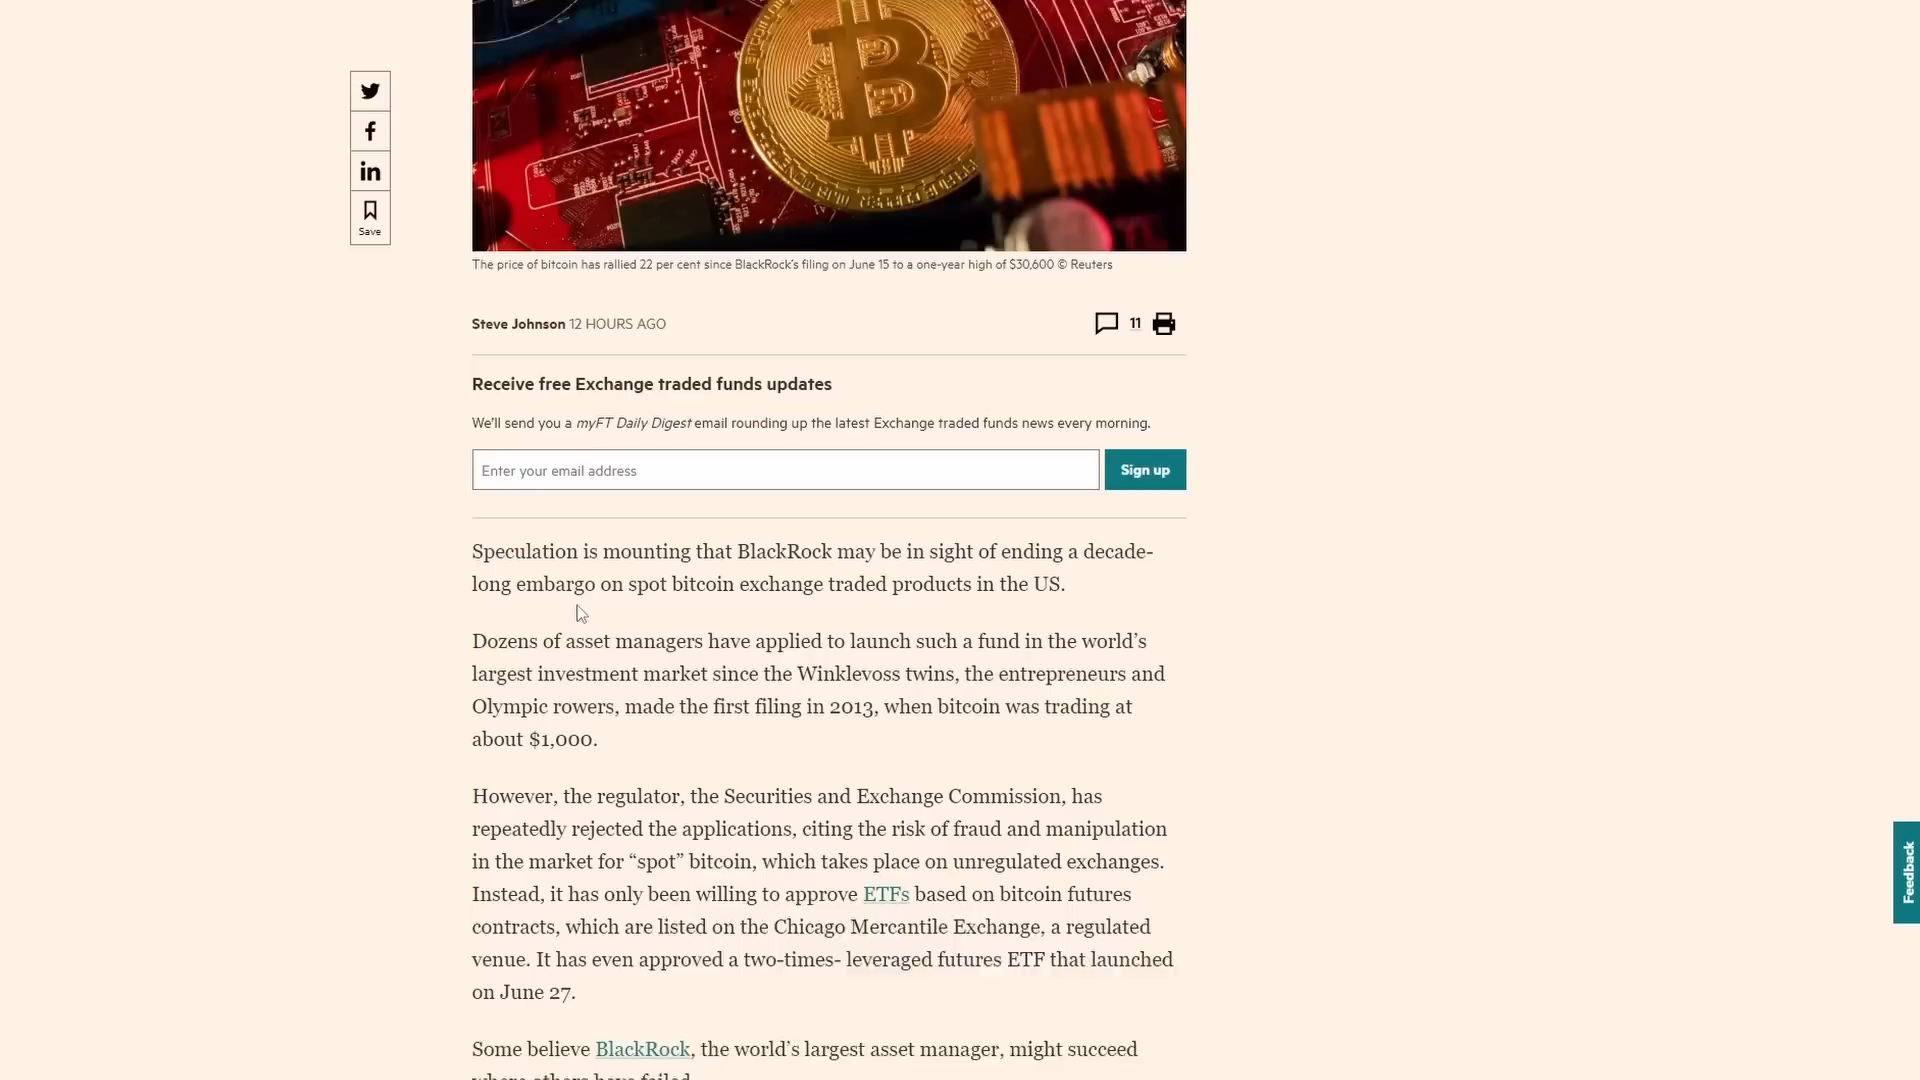 Save
The price of bitcoin has rallied 22 per cent since BlackRock's filing on June 15 to a one-year high of $30,600 © Reuters
Steve Johnson 12 HOURS AGO
11
Receive free Exchange traded funds updates
We'll send you a myFT Daily Digest email rounding up the latest Exchange traded funds news every morning.
Enter your email address
Sign up
Speculation is mounting that BlackRock may be in sight of ending a decade-
long embargo on spot bitcoin exchange traded products in the US.
Dozens of asset managers have applied to launch such a fund in the world's
largest investment market since the Winklevoss twins, the entrepreneurs and
Olympic rowers, made the first filing in 2013, when bitcoin was trading at
about $1,000.
However, the regulator, the Securities and Exchange Commission, has
repeatedly rejected the applications, citing the risk of fraud and manipulation
in the market for “spot” bitcoin, which takes place on unregulated exchanges.
Instead, it has only been willing to approve ETFs based on bitcoin futures
contracts, which are listed on the Chicago Mercantile Exchange, a regulated
venue. It has even approved a two-times- leveraged futures ETF that launched
on June 27.
Some believe BlackRock, the world's largest asset manager, might succeed
where others have failed.
Feedback